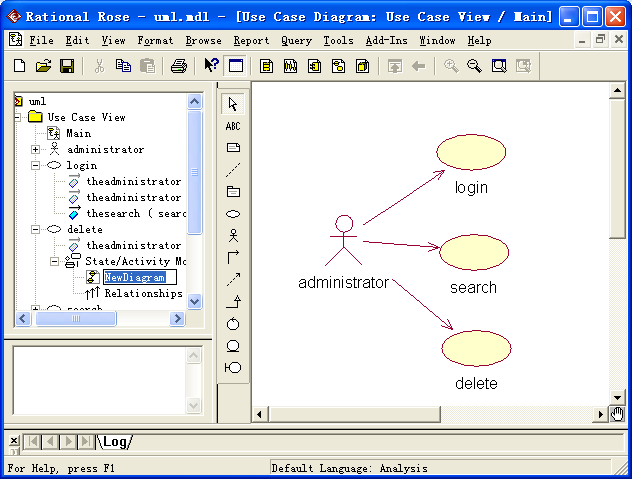 Rational Rose - uml.mdl - [Use Case Diagram: Use Case View / Main]
File Edit View Format Browse Report Query Tools Add-Ins Window Help
uml
Use Case View
Main
administrator
login
theadministrator
theadministrator
thesearch ( sear
delete
theadministrator
State/Activity Mo
NewDiagram
Relationships
search
ABC
login
administrator
search
delete
Log
For Help, press F1
Default Language: Analysis